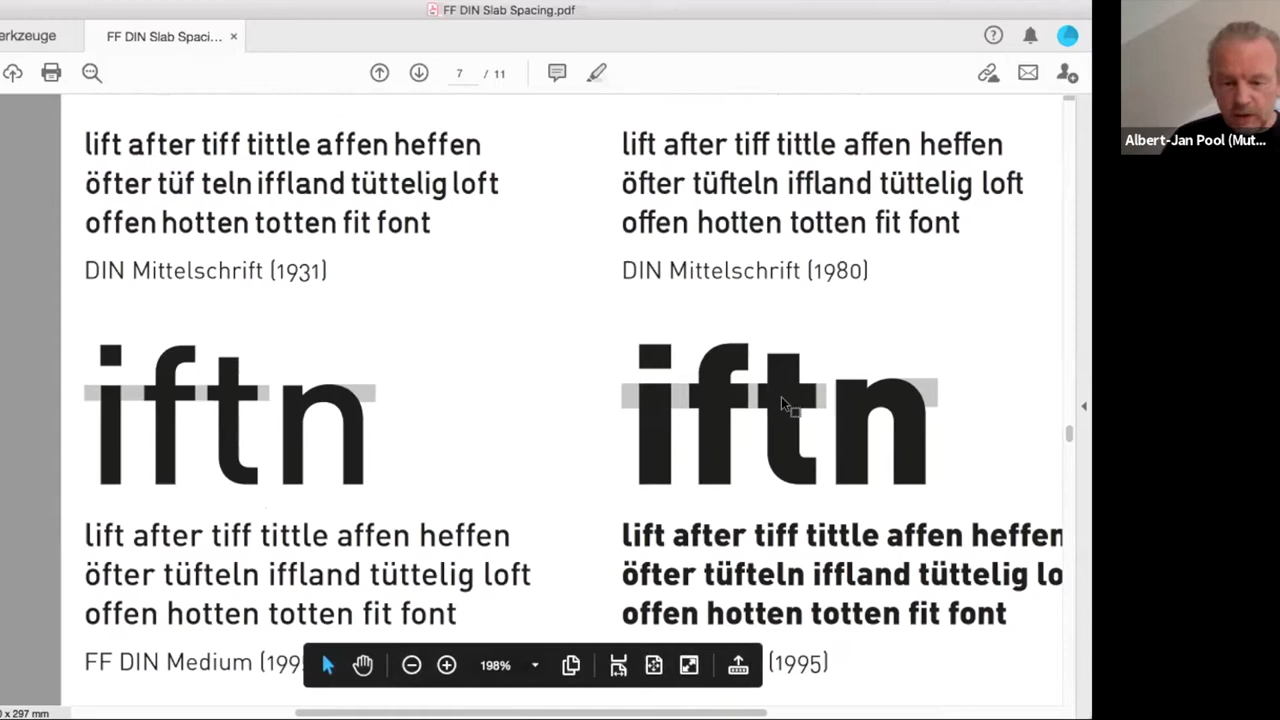 FF DIN Slab Spacing.pdf
erkzeuge
FF DIN Slab Spaci... ×
7 / 11
lift after tiff tittle affen heffen
öfter tüf teln iffland tüttelig loft
offen hotten totten fit font
DIN Mittelschrift (1931)
lift after tiff tittle affen heffen
öfter tüfteln iffland tüttelig loft
offen hotten totten fit font
DIN Mittelschrift (1980)
iftn
lift after tiff tittle affen heffen
öfter tüfteln iffland tüttelig loft
offen hotten totten fit font
FF DIN Medium (199
iftn
lift after tiff tittle affen heffen
öfter tüfteln iffland tüttelig lo
offen hotten totten fit font
(1995)
198%
x 297 mm
Albert-Jan Pool (Mut...